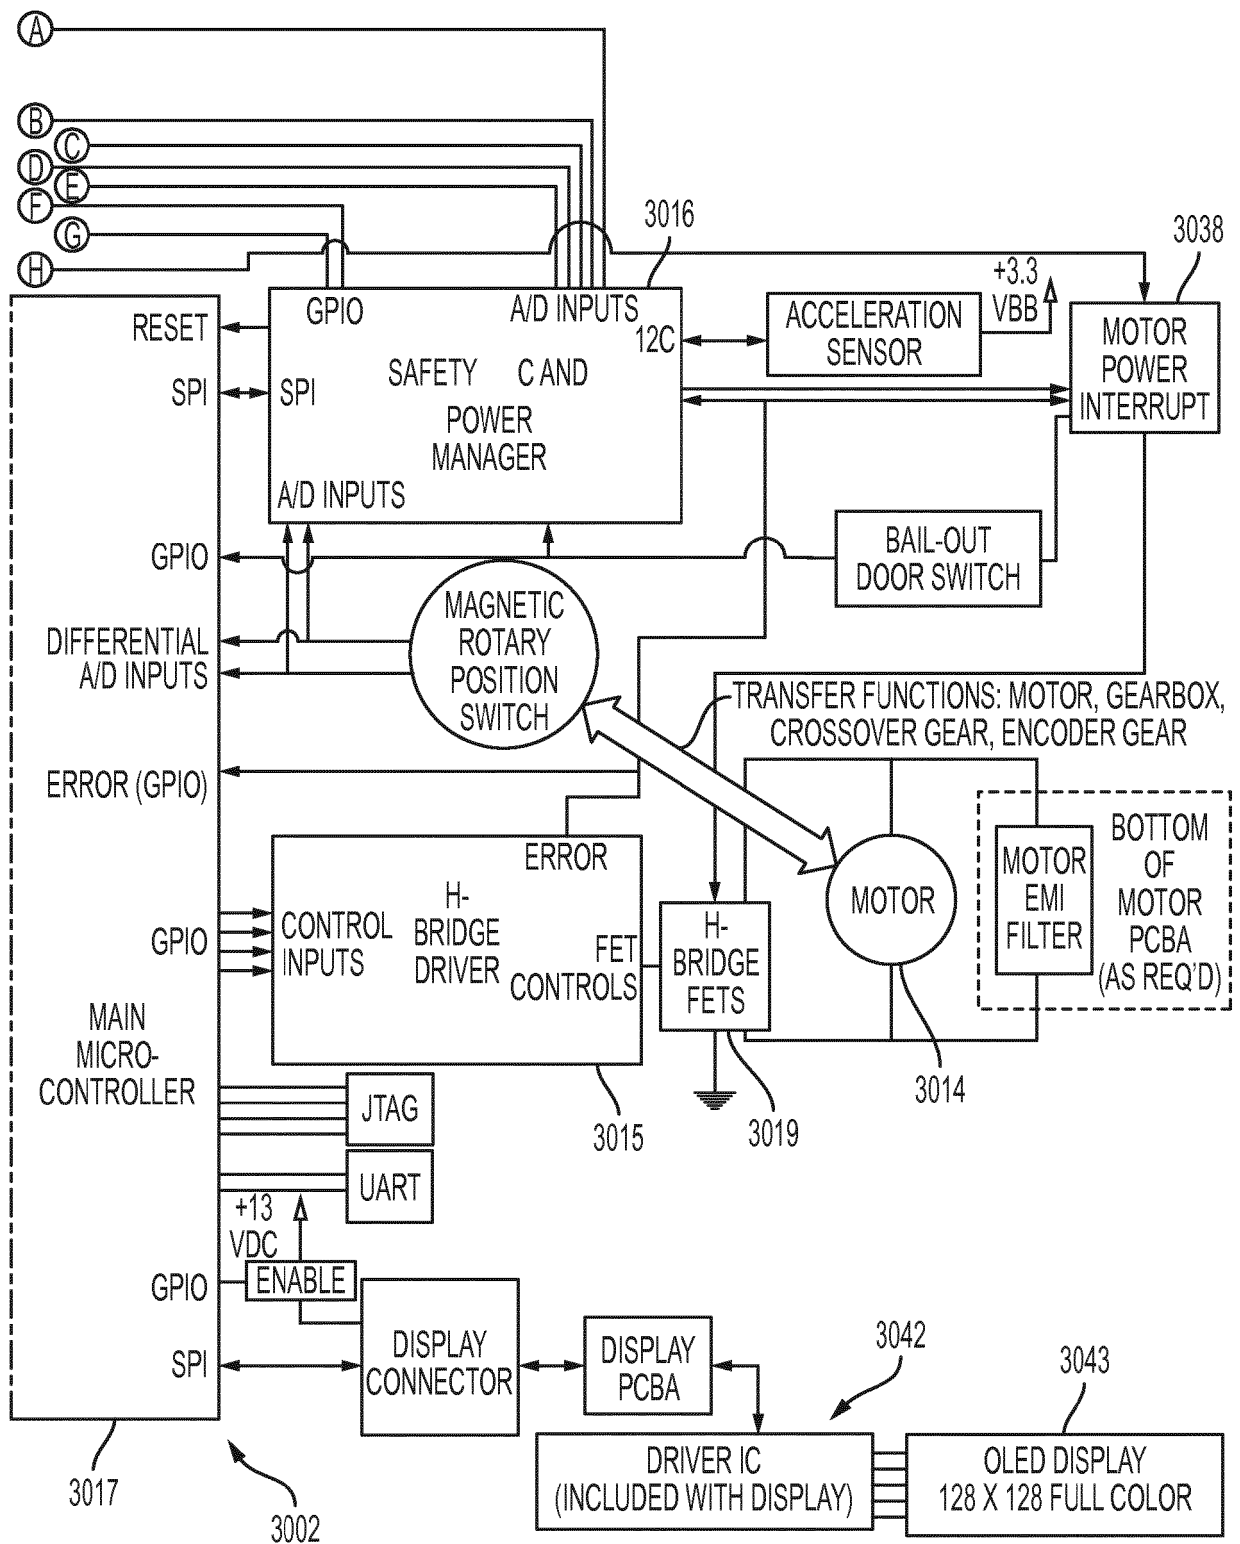 A
B
C
D
E
F
G
H
3016
3038
+3.3
VBB
GPIO
A/D INPUTS
12C
RESET
SPI
SPI
SAFETY C AND
POWER
MANAGER
A/D INPUTS
ACCELERATION
SENSOR
MOTOR
POWER
INTERRUPT
GPIO
BAIL-OUT
DOOR SWITCH
MAGNETIC
ROTARY
POSITION
SWITCH
DIFFERENTIAL
A/D INPUTS
TRANSFER FUNCTIONS: MOTOR, GEARBOX,
CROSSOVER GEAR, ENCODER GEAR
ERROR (GPIO)
ERROR
H-
BRIDGE
DRIVER
CONTROL
INPUTS
FET
CONTROLS
GPIO
H-
BRIDGE
FETS
MOTOR
MOTOR
EMI
FILTER
BOTTOM
OF
MOTOR
PCBA
(AS REQ'D)
MAIN
MICRO-
CONTROLLER
3014
3015
3019
JTAG
UART
+13
VDC
GPIO
ENABLE
SPI
DISPLAY
CONNECTOR
DISPLAY
PCBA
3042
3043
DRIVER IC
(INCLUDED WITH DISPLAY)
OLED DISPLAY
128 X 128 FULL COLOR
3017
3002